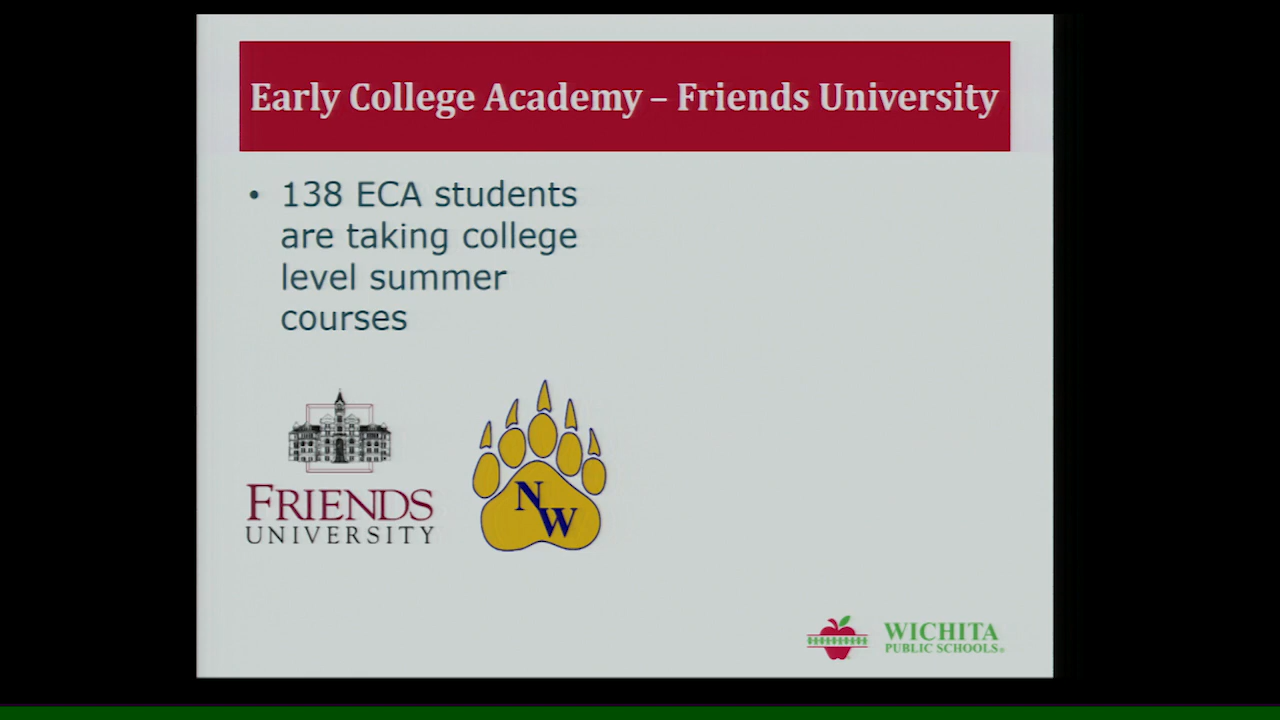 Early College Academy – Friends University
• 138 ECA students
are taking college
level summer
courses
FRIENDS
UNIVERSITY
N
W
WICHITA
PUBLIC SCHOOLS